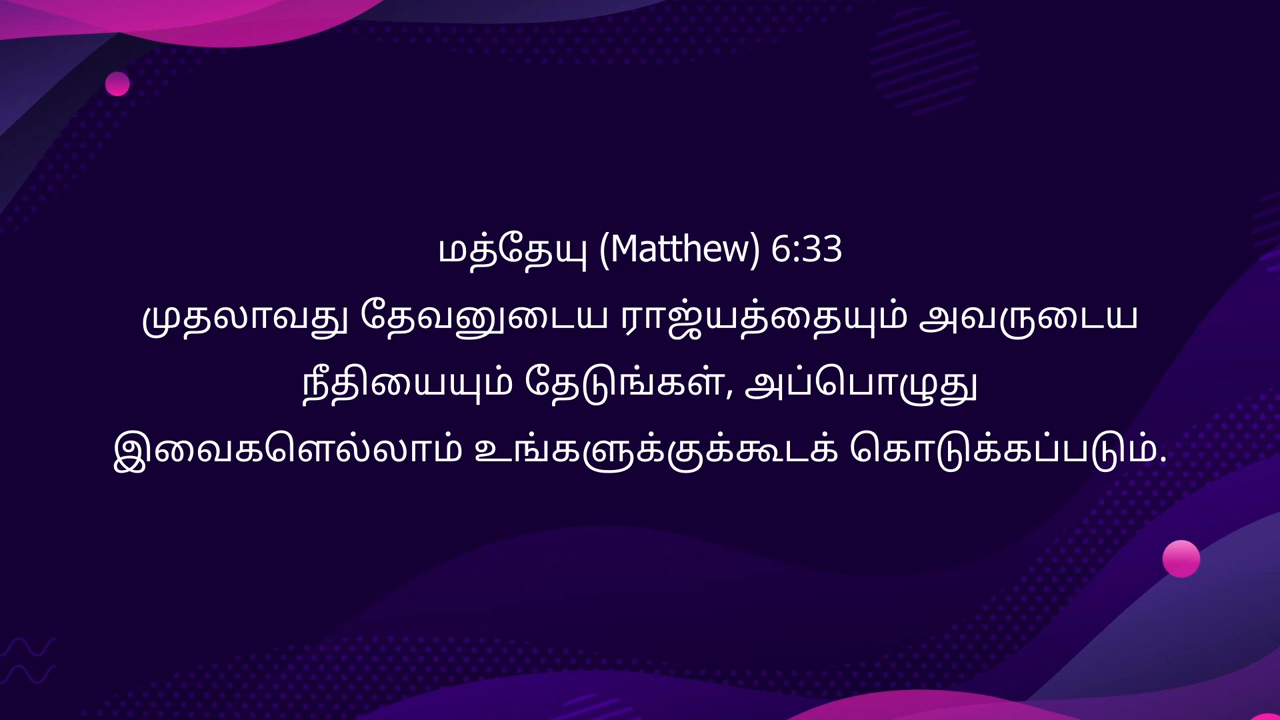 மத்தேயு (Matthew) 6:33
முதலாவது தேவனுடைய ராஜ்யத்தையும் அவருடைய
நீதியையும் தேடுங்கள், அப்பொழுது
இவைகளெல்லாம் உங்களுக்குக்கூடக் கொடுக்கப்படும்.